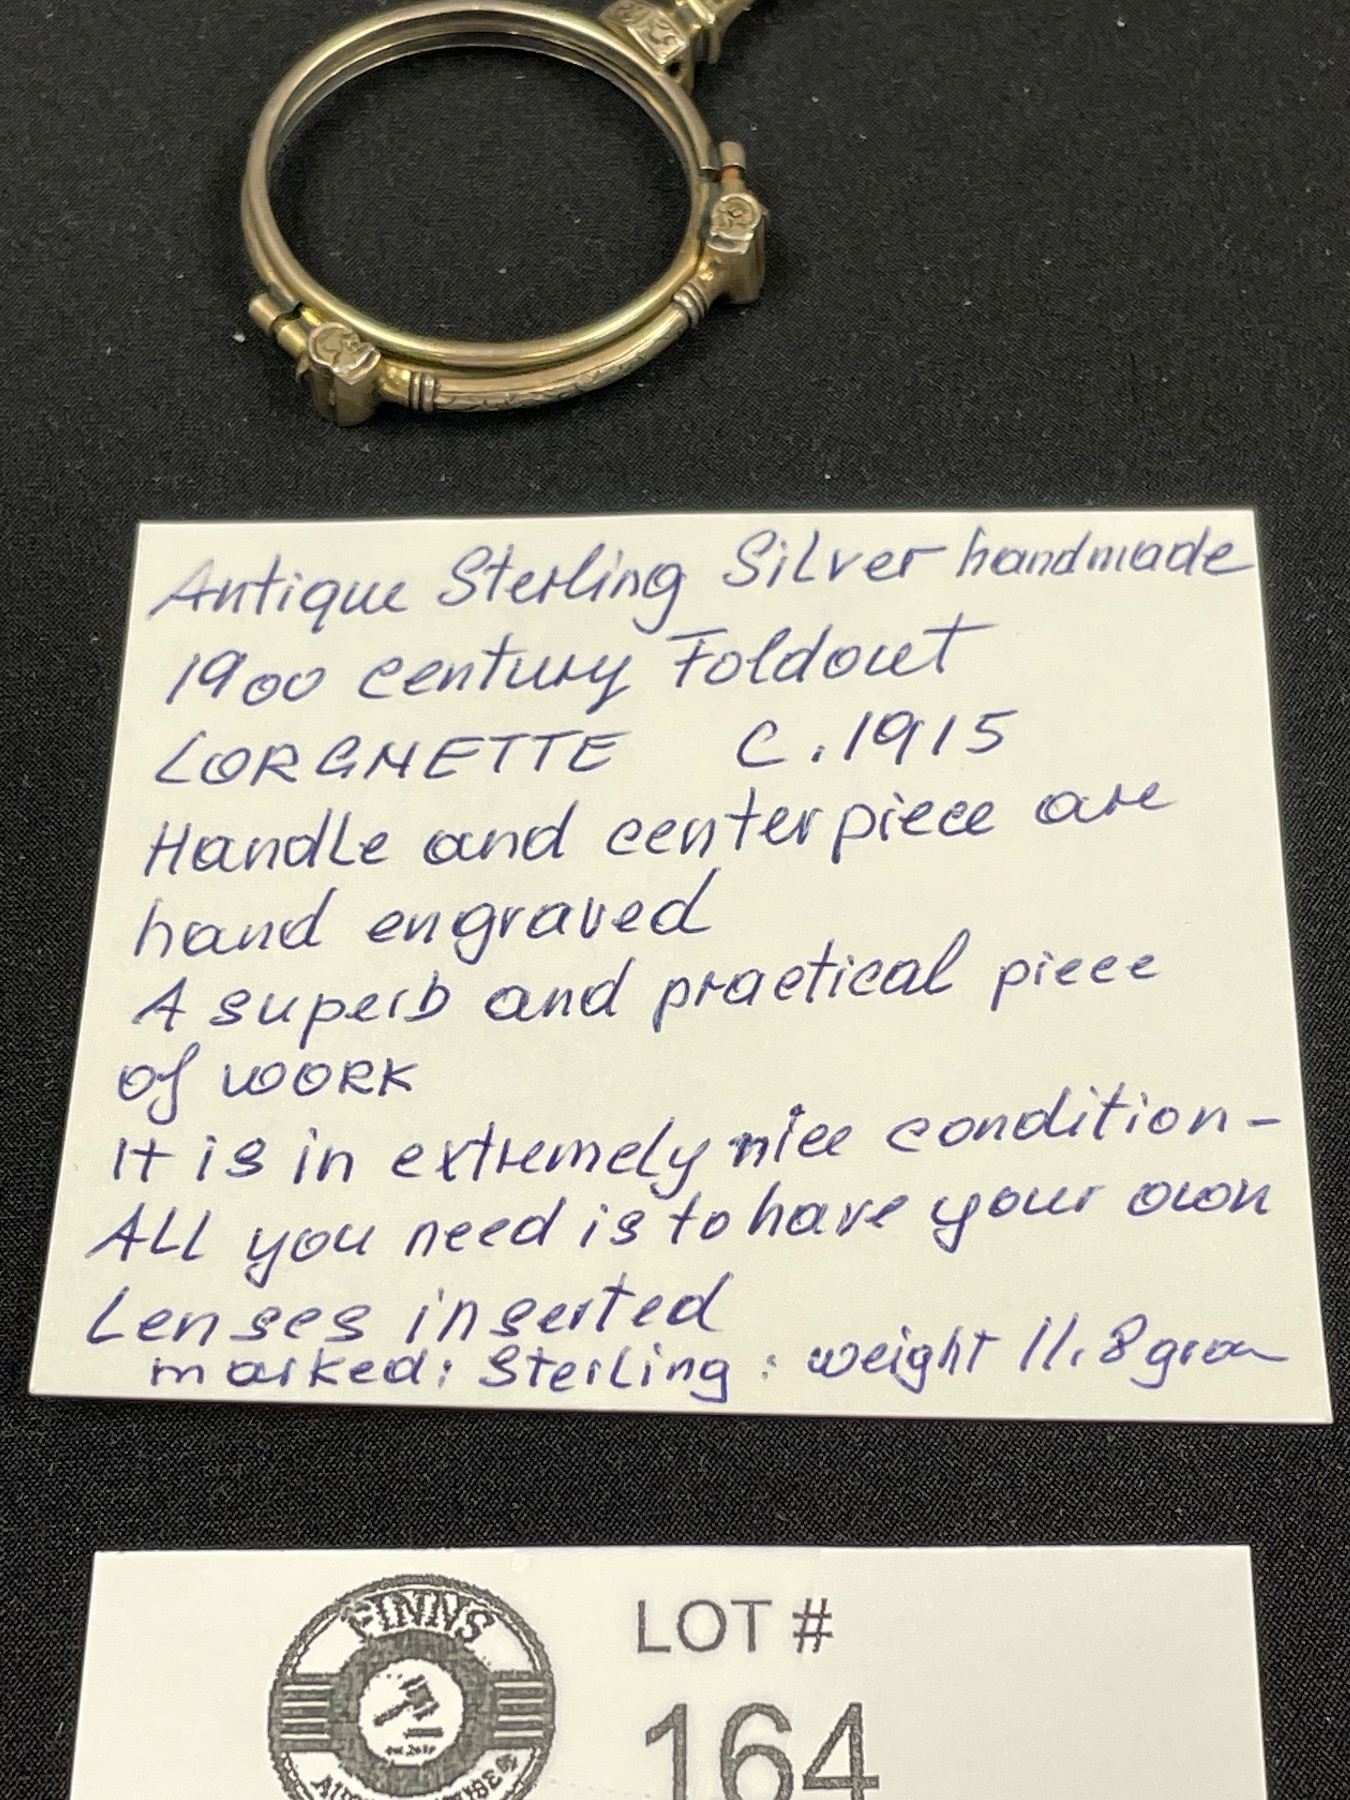 Antique Sterling Silver handmade
1900 century Foldout
LORGNETTE C. 1915
Handle and centerpiece are
hand engraved
A superb and practical piece
of work
It is in extremely nice condition-
All you need is to have your own
Lenses inserted
marked: Sterling : weight 11.8 gram
FINNS
LOT #
164